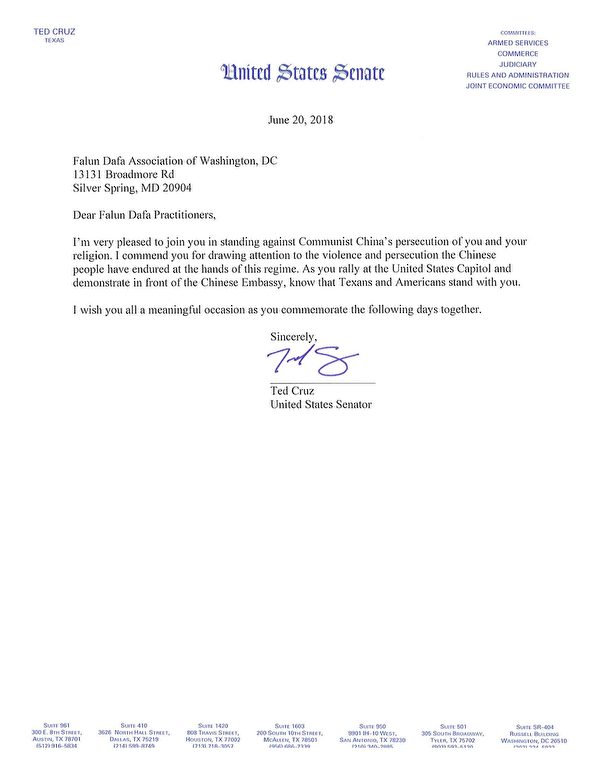 TED CRUZ
TEXAS
COMMITTEES:
ARMED SERVICES
COMMERCE
JUDICIARY
RULES AND ADMINISTRATION
JOINT ECONOMIC COMMITTEE
United States Senate
June 20, 2018
Falun Dafa Association of Washington, DC
13131 Broadmore Rd
Silver Spring, MD 20904
Dear Falun Dafa Practitioners,
I'm very pleased to join you in standing against Communist China's persecution of you and your
religion. I commend you for drawing attention to the violence and persecution the Chinese
people have endured at the hands of this regime. As you rally at the United States Capitol and
demonstrate in front of the Chinese Embassy, know that Texans and Americans stand with you.
I wish you all a meaningful occasion as you commemorate the following days together.
Sincerely,
Ted Cruz
United States Senator
SUITE 961
300 E. 8TH STREET,
AUSTIN, TX 78701
(512) 916-5834
SUITE 410
3626 NORTH HALL STREET,
DALLAS, TX 75219
(214) 599-8749
SUITE 1420
808 TRAVIS STREET,
HOUSTON, TX 77002
(713) 718-3057
SUITE 1603
200 SOUTH 10TH STREET,
MCALLEN, TX 78501
(956) 686-7339
SUITE 950
9901 IH-10 WEST,
SAN ANTONIO, TX 78230
(210) 340-2885
SUITE 501
305 SOUTH BROADWAY,
TYLER, TX 75702
(903) 593-5130
SUITE SR-404
RUSSELL BUILDING
WASHINGTON, DC 20510
(202) 224-5922